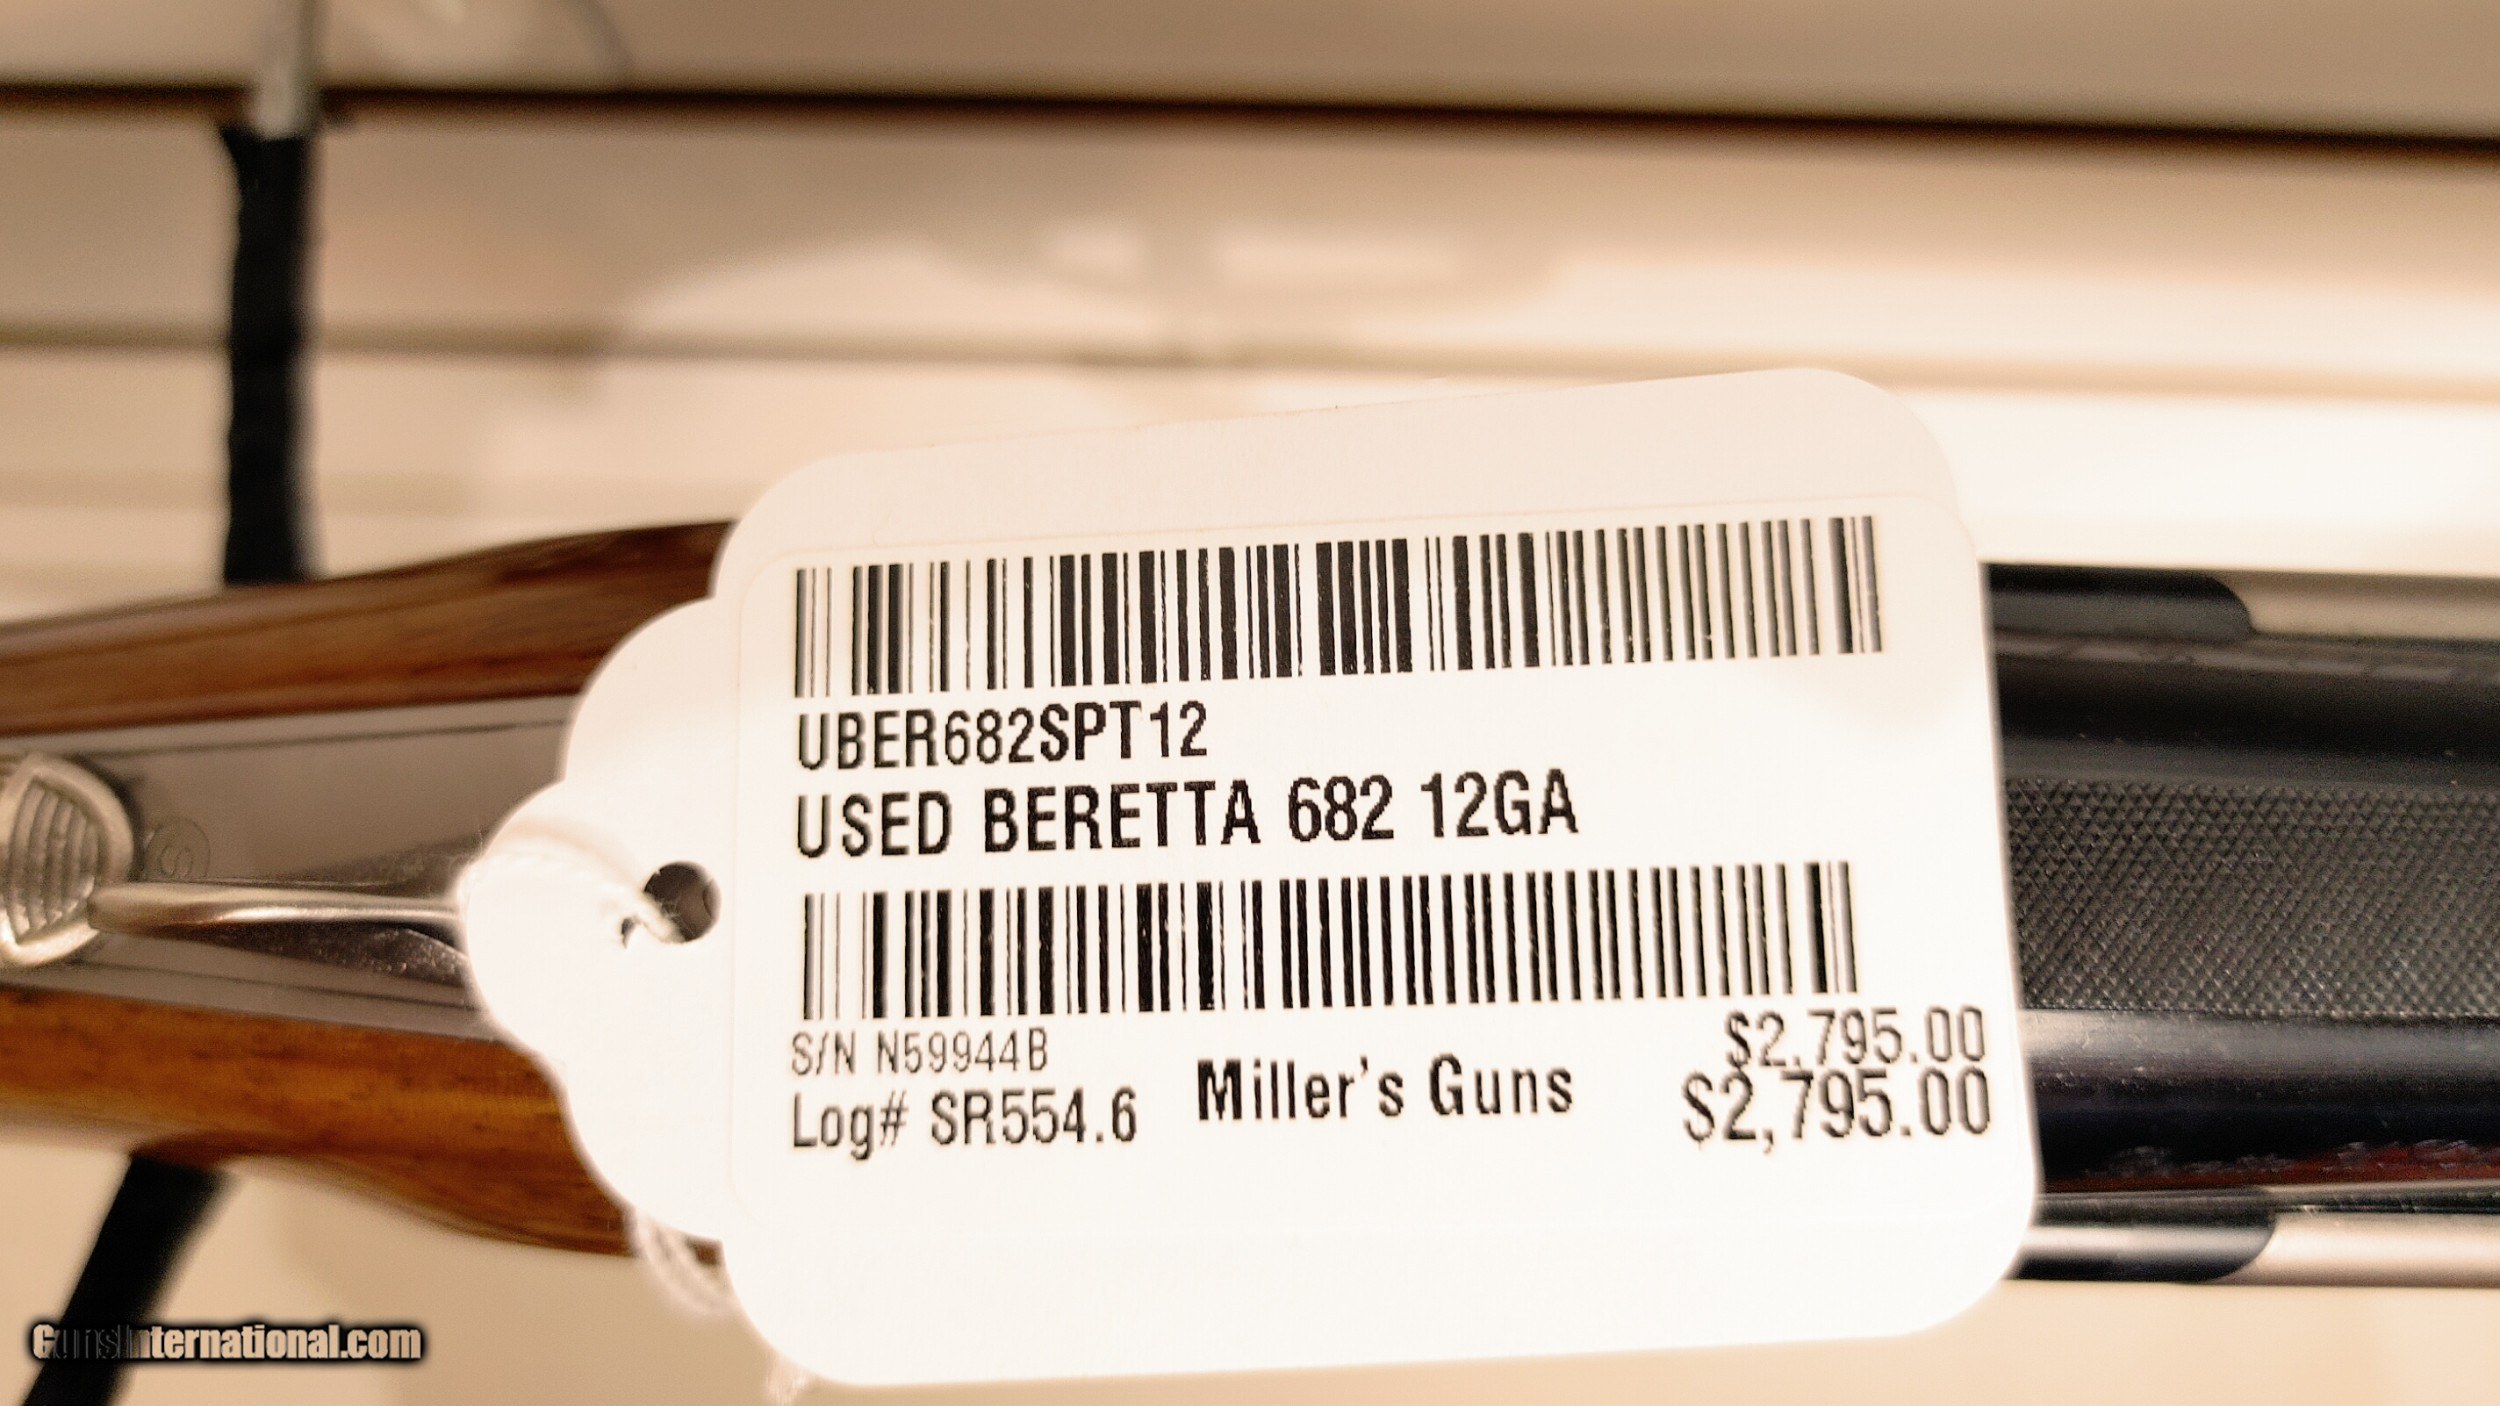 UBER682SPT12
USED BERETTA 682 12GA
S/N N59944B
$2.795.00
Log# SR554.6
Miller's Guns
$2,795.00
GunsInternational.com